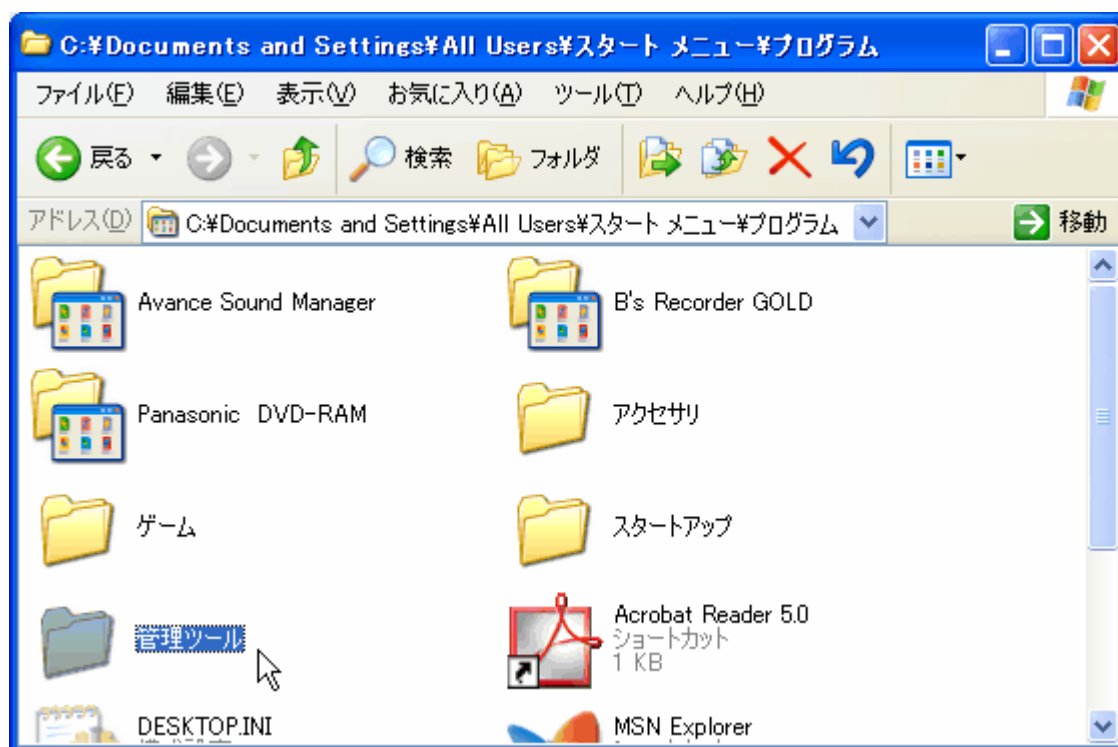 C:¥Documents and Settings¥All Users¥スタート メニュー¥プログラム
ファイル(F) 編集(E) 表示(V) お気に入り(A) ツール(T) ヘルプ(H)
戻る 検索 フォルダ
アドレス(D) C:¥Documents and Settings¥All Users¥スタート メニュー¥プログラム 移動
Avance Sound Manager
B's Recorder GOLD
Panasonic DVD-RAM
アクセサリ
ゲーム
スタートアップ
管理ツール
Acrobat Reader 5.0
ショートカット
1 KB
DESKTOP.INI
MSN Explorer